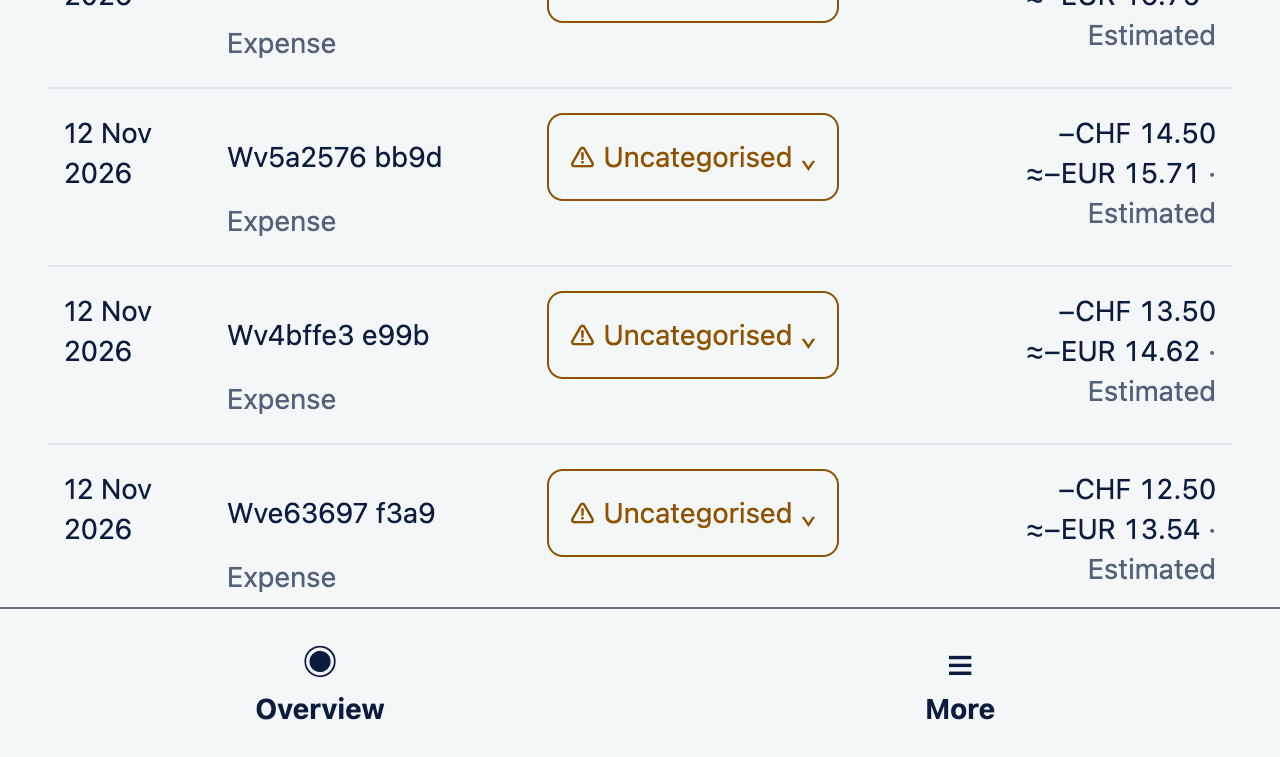 Expense
Estimated
12 Nov
2026
Wv5a2576 bb9d
Expense
Uncategorised
–CHF 14.50
≈–EUR 15.71 ·
Estimated
12 Nov
2026
Wv4bffe3 e99b
Expense
Uncategorised
–CHF 13.50
≈–EUR 14.62 ·
Estimated
12 Nov
2026
Wve63697 f3a9
Expense
Uncategorised
–CHF 12.50
≈–EUR 13.54 ·
Estimated
Overview
More